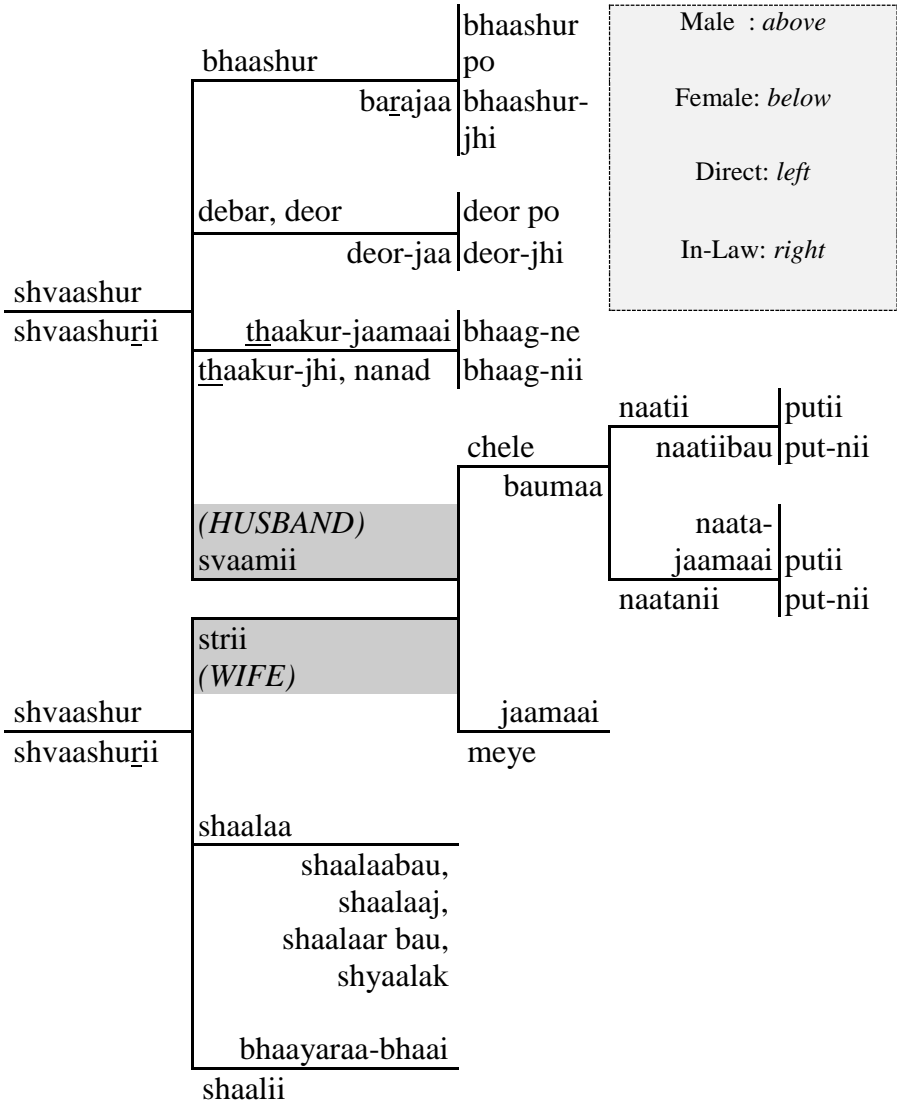 bhaashur
po
bhaashur
barajaa
bhaashur-
jhi
Male : above
Female: below
Direct: left
In-Law: right
debar, deor
deor po
deor-jaa
deor-jhi
shvaashur
shvaashurii
thaakur-jaamaai
bhaag-ne
thaakur-jhi, nanad
bhaag-nii
naatii
putii
chele
naatiibau
put-nii
baumaa
(HUSBAND)
svaamii
naata-
jaamaai
putii
naatanii
put-nii
strii
(WIFE)
shvaashur
shvaashurii
jaamaai
meye
shaalaa
shaalaabau,
shaalaaj,
shaalaar bau,
shyaalak
bhaayaraa-bhaai
shaalii